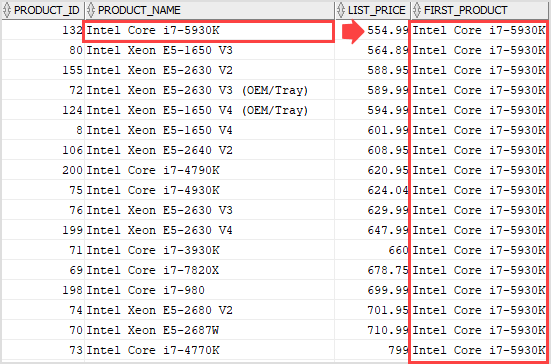 PRODUCT_ID PRODUCT_NAME LIST_PRICE FIRST_PRODUCT
132 Intel Core i7-5930K 554.99 Intel Core i7-5930K
80 Intel Xeon E5-1650 V3 564.89 Intel Core i7-5930K
155 Intel Xeon E5-2630 V2 588.95 Intel Core i7-5930K
72 Intel Xeon E5-2630 V3 (OEM/Tray) 589.99 Intel Core i7-5930K
124 Intel Xeon E5-1650 V4 (OEM/Tray) 594.99 Intel Core i7-5930K
8 Intel Xeon E5-1650 V4 601.99 Intel Core i7-5930K
106 Intel Xeon E5-2640 V2 608.95 Intel Core i7-5930K
200 Intel Core i7-4790K 620.95 Intel Core i7-5930K
75 Intel Core i7-4930K 624.04 Intel Core i7-5930K
76 Intel Xeon E5-2630 V3 629.99 Intel Core i7-5930K
199 Intel Xeon E5-2630 V4 647.99 Intel Core i7-5930K
71 Intel Core i7-3930K 660 Intel Core i7-5930K
69 Intel Core i7-7820X 678.75 Intel Core i7-5930K
198 Intel Core i7-980 699.99 Intel Core i7-5930K
74 Intel Xeon E5-2680 V2 701.95 Intel Core i7-5930K
70 Intel Xeon E5-2687W 710.99 Intel Core i7-5930K
73 Intel Core i7-4770K 799 Intel Core i7-5930K